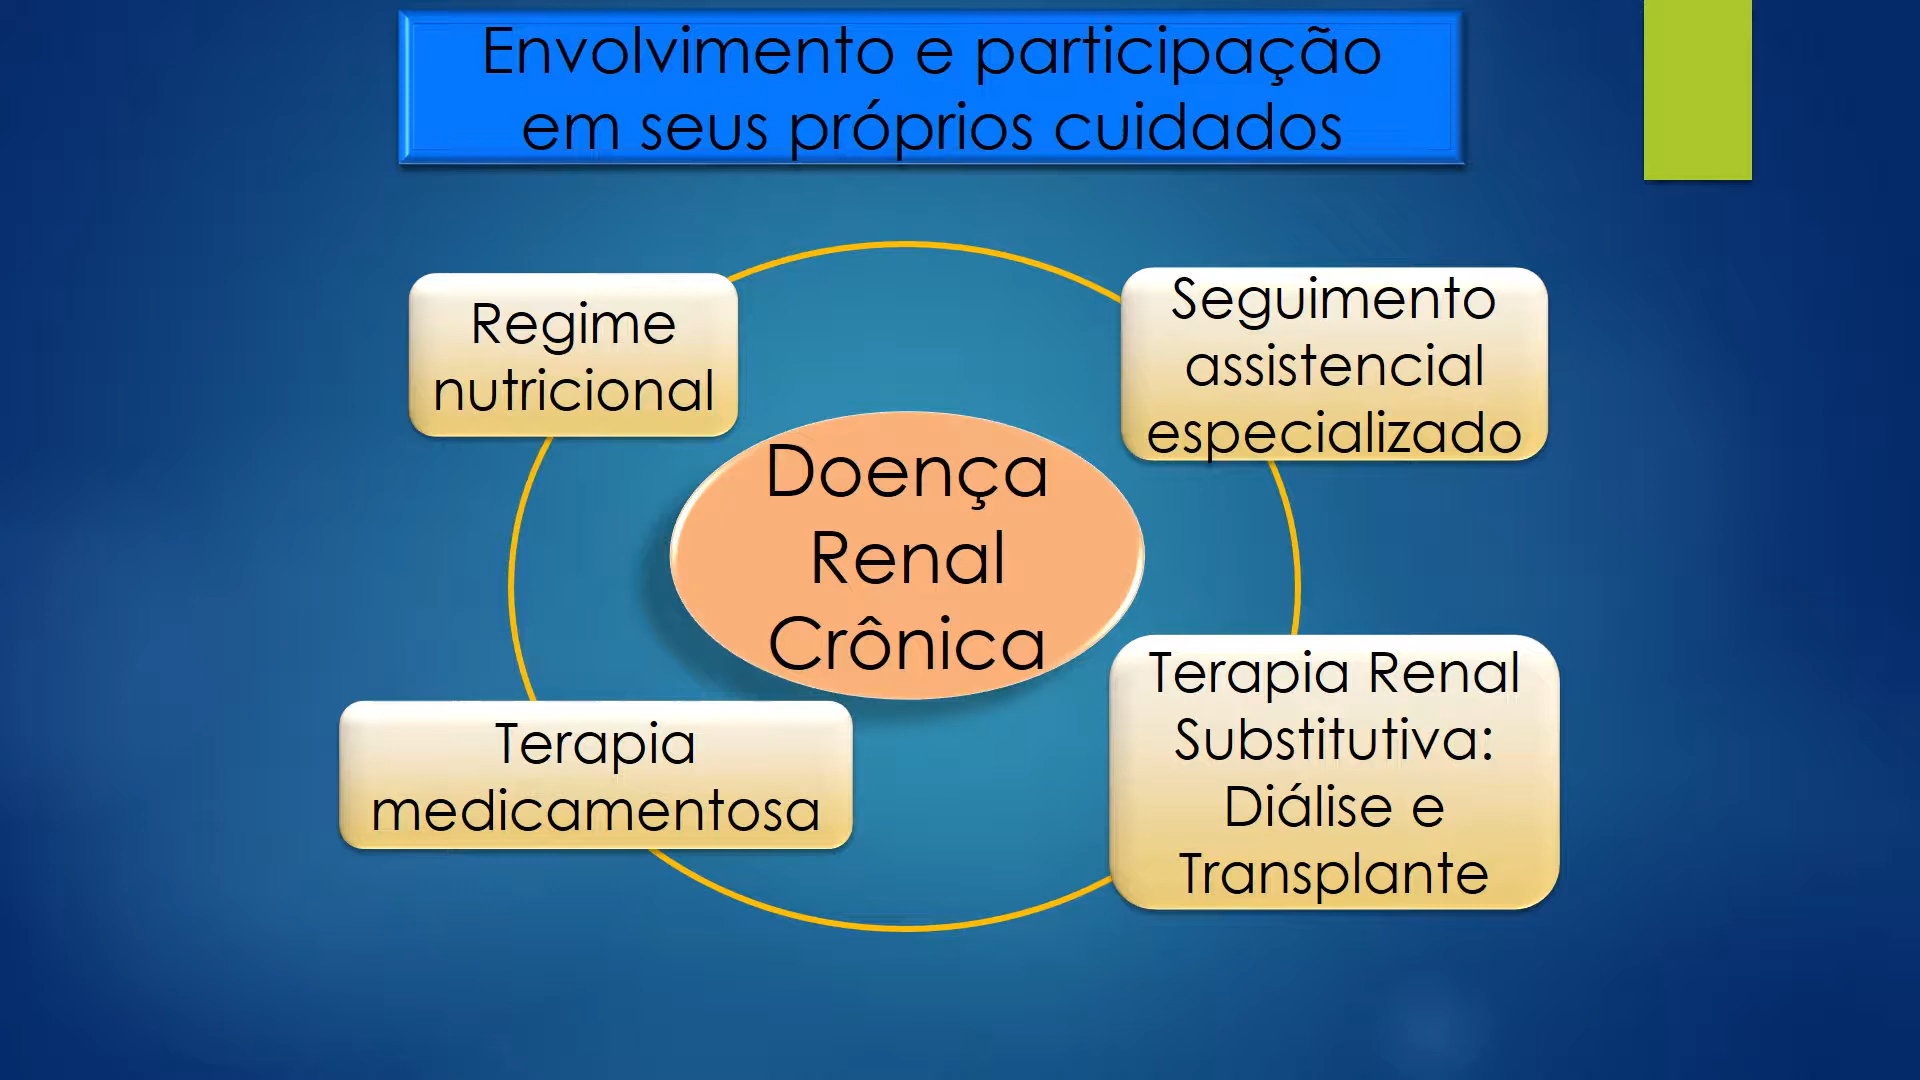 Envolvimento e participação
em seus próprios cuidados
Regime
nutricional
Seguimento
assistencial
especializado
Doença
Renal
Crônica
Terapia
medicamentosa
Terapia Renal
Substitutiva:
Diálise e
Transplante